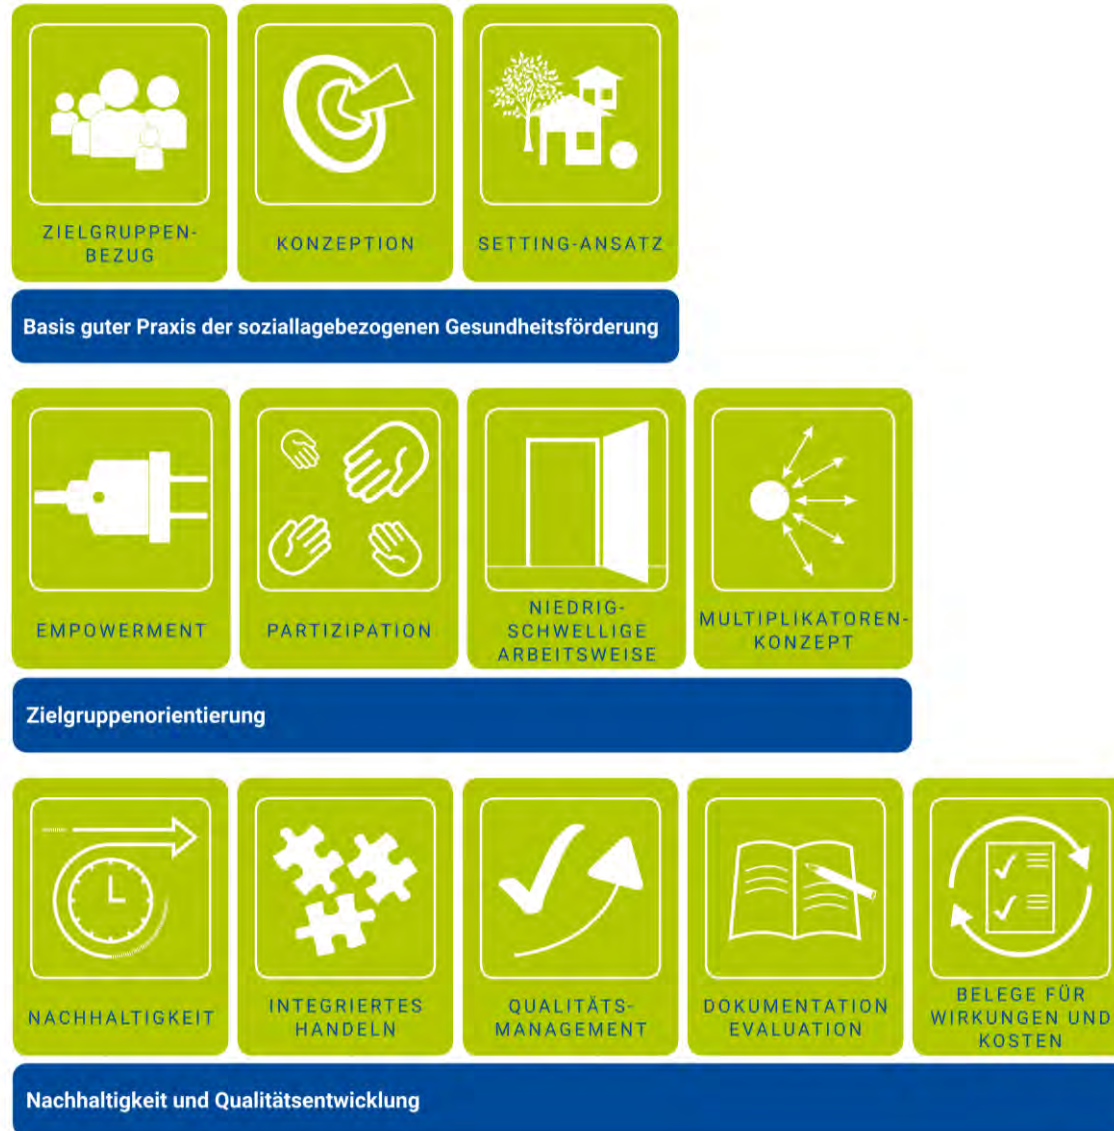 ZIELGRUPPEN-
BEZUG
KONZEPTION
SETTING-ANSATZ
Basis guter Praxis der soziallagebezogenen Gesundheitsförderung
EMPOWERMENT
PARTIZIPATION
NIEDRIG-
SCHWELLIGE
ARBEITSWEISE
MULTIPLIKATOREN-
KONZEPT
Zielgruppenorientierung
NACHHALTIGKEIT
INTEGRIERTES
HANDELN
QUALITÄTS-
MANAGEMENT
DOKUMENTATION
EVALUATION
BELEGE FÜR
WIRKUNGEN UND
KOSTEN
Nachhaltigkeit und Qualitätsentwicklung